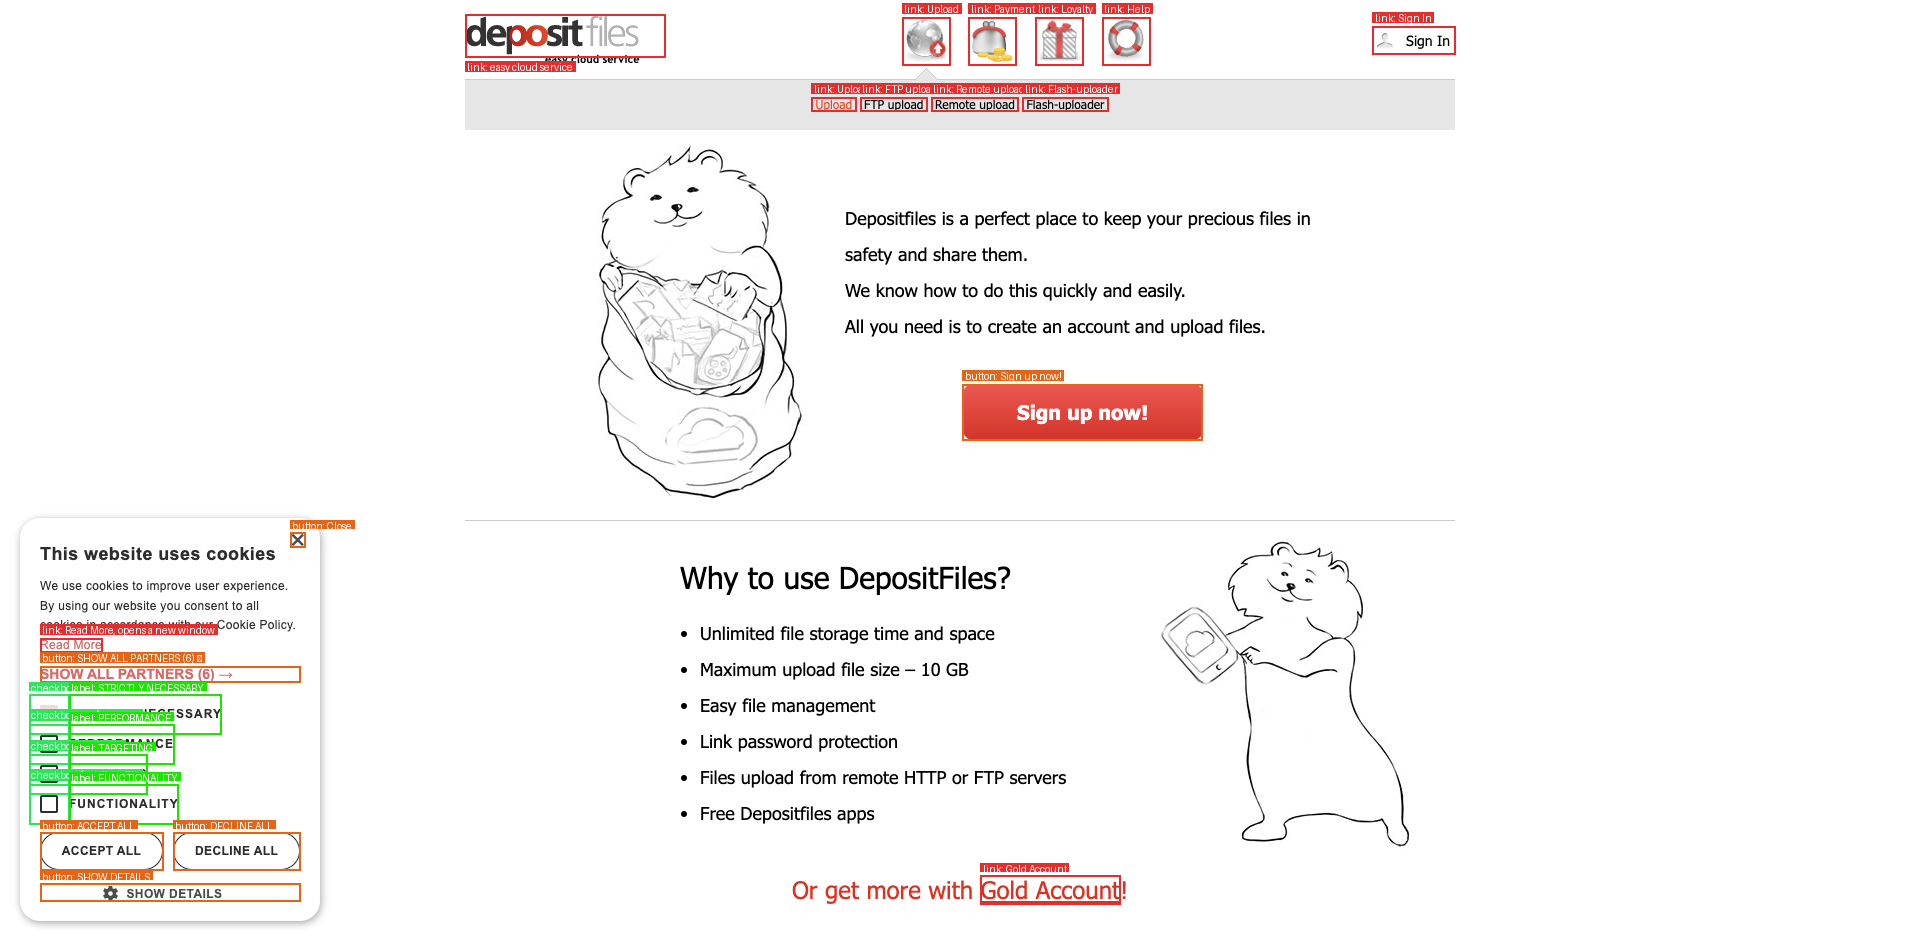 depositfiles
easy cloud service
link: easy cloud service
link: Upload
link: Payment
link: Loyalty
link: Help
link: Sign In
Sign In
link: FTP uploa
link: Remote upload
link: Flash-uploader
Upload
FTP upload
Remote upload
Flash-uploader
Depositfiles is a perfect place to keep your precious files in
safety and share them.
We know how to do this quickly and easily.
All you need is to create an account and upload files.
button: Sign up now!
Sign up now!
button: Close
This website uses cookies
We use cookies to improve user experience.
By using our website you consent to all
cookies in accordance with our Cookie Policy.
link: Read More, opens a new window
Read More
button: SHOW ALL PARTNERS (6)
SHOW ALL PARTNERS (6) →
label: STRICTLY NECESSARY
label: PERFORMANCE
label: TARGETING
label: FUNCTIONALITY
FUNCTIONALITY
button: ACCEPT ALL
button: DECLINE ALL
ACCEPT ALL
DECLINE ALL
button: SHOW DETAILS
SHOW DETAILS
Why to use DepositFiles?
• Unlimited file storage time and space
• Maximum upload file size – 10 GB
• Easy file management
• Link password protection
• Files upload from remote HTTP or FTP servers
• Free Depositfiles apps
link: Gold Account
Or get more with Gold Account!